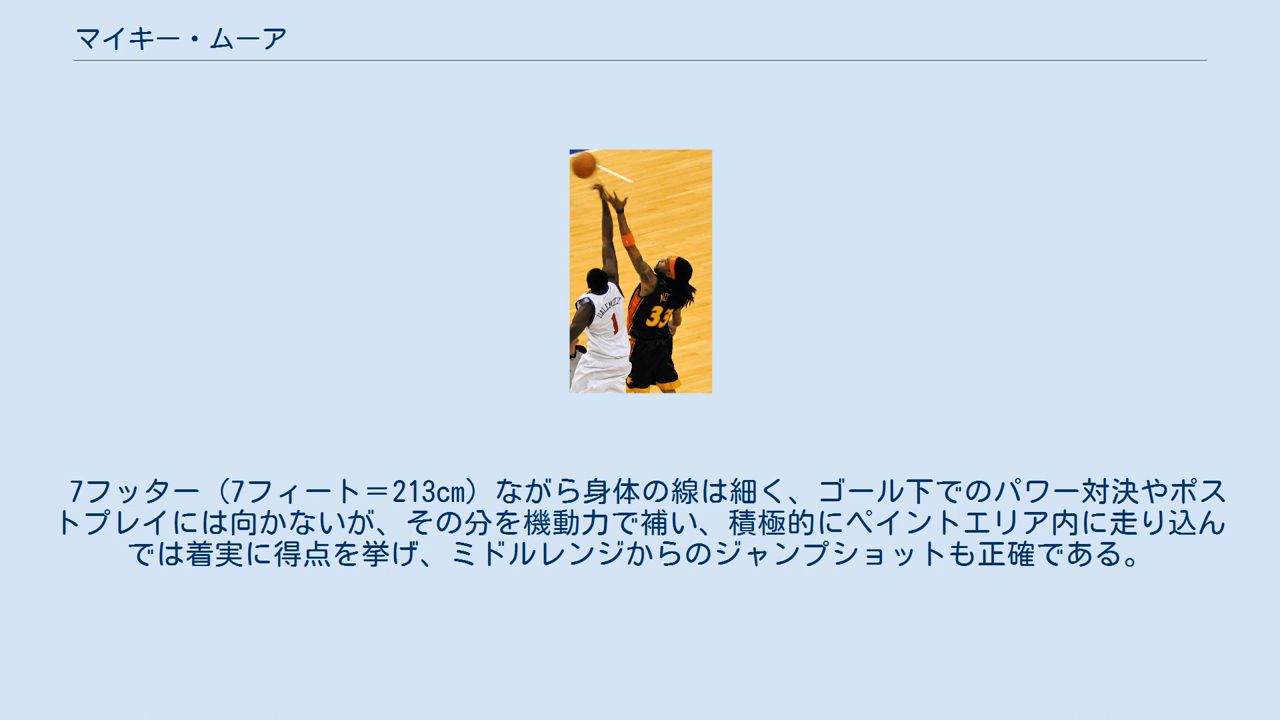 マイキー・ムーア
DALEMBERT
1
33
7フッター（7フィート＝213cm）ながら身体の線は細く、ゴール下でのパワー対決やポス
トプレイには向かないが、その分を機動力で補い、積極的にペイントエリア内に走り込ん
では着実に得点を挙げ、ミドルレンジからのジャンプショットも正確である。